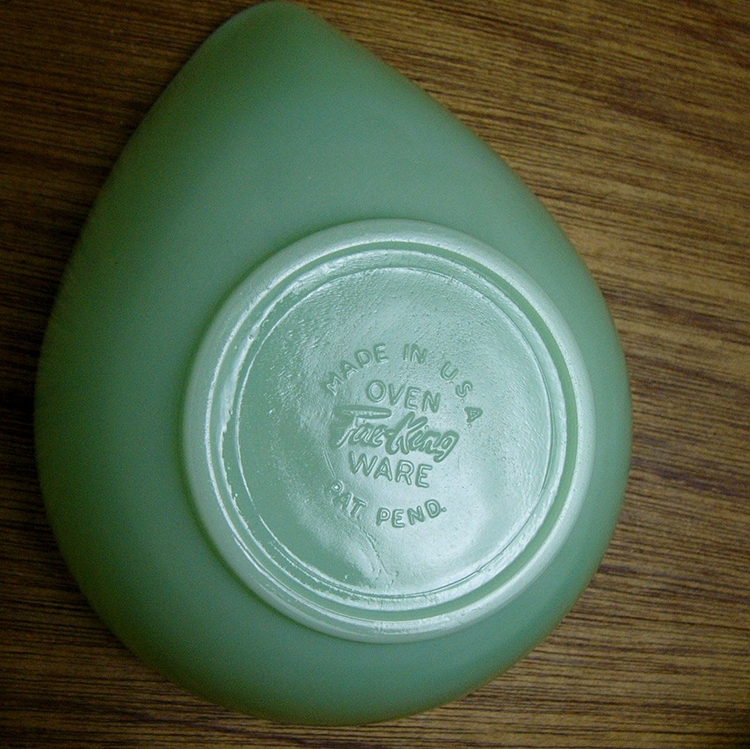 MADE IN U.S.A.
OVEN
Fire-King
WARE
PAT. PEND.